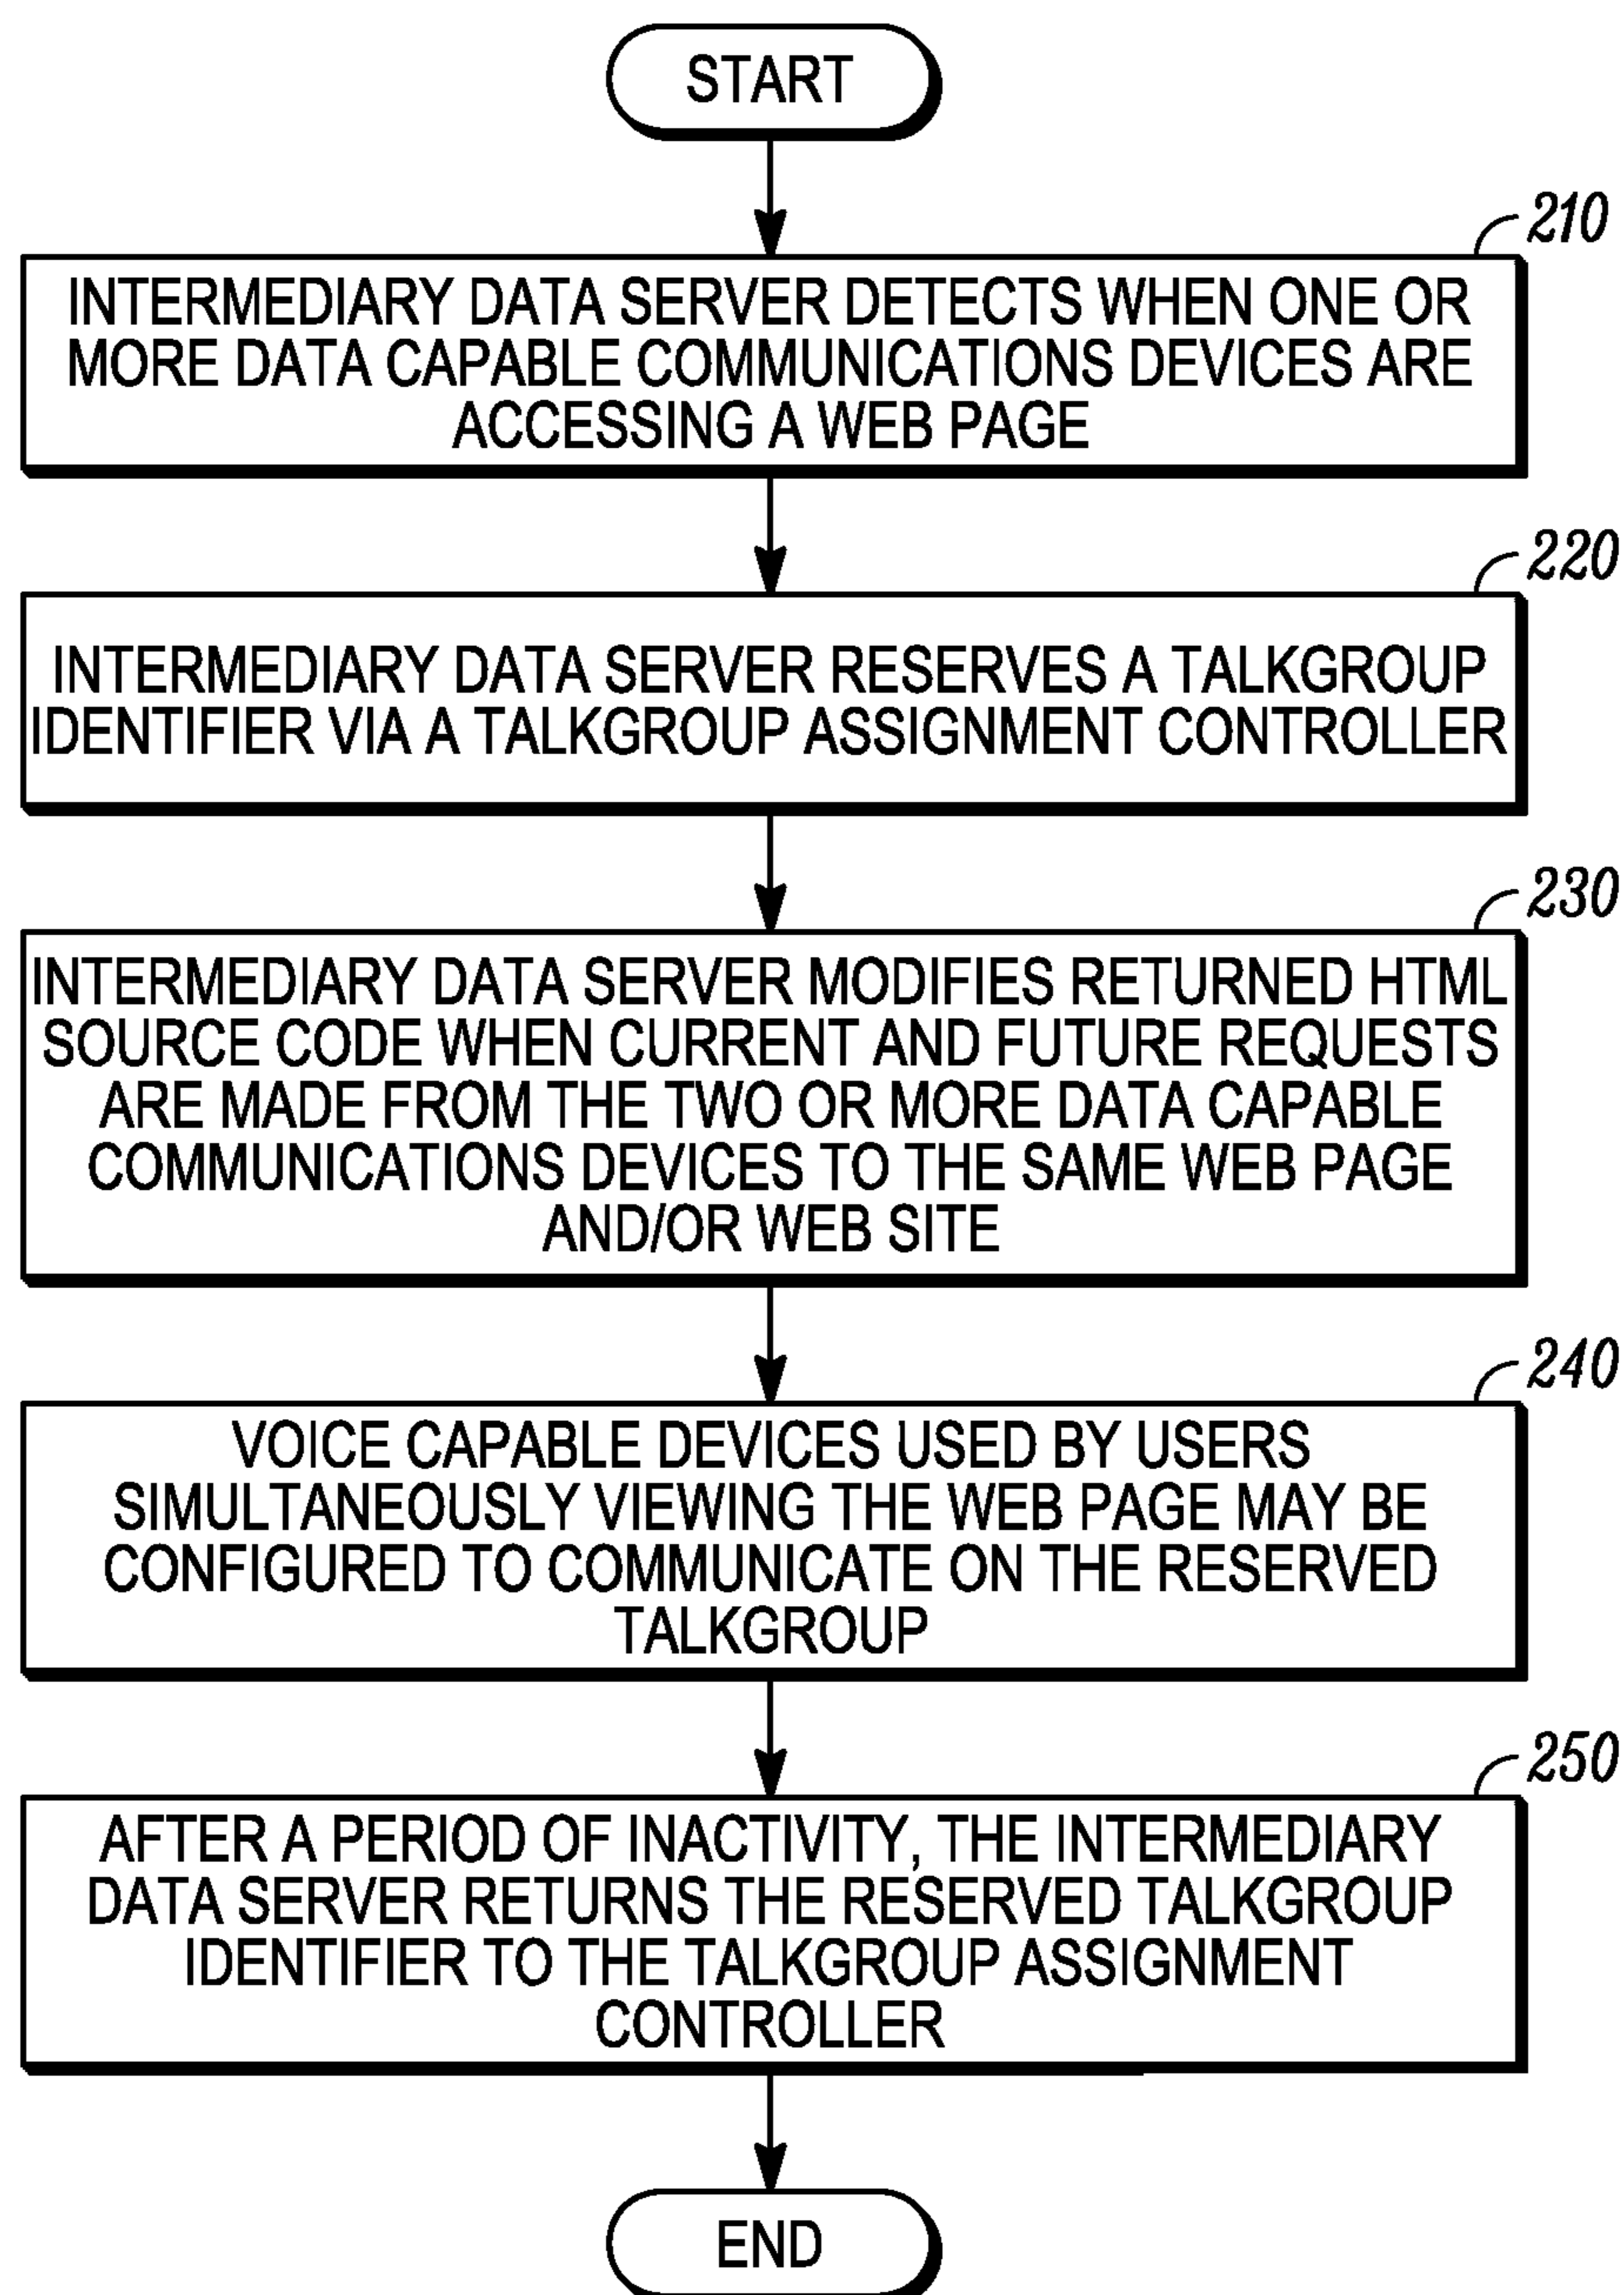 START
210
INTERMEDIARY DATA SERVER DETECTS WHEN ONE OR
MORE DATA CAPABLE COMMUNICATIONS DEVICES ARE
ACCESSING A WEB PAGE
220
INTERMEDIARY DATA SERVER RESERVES A TALKGROUP
IDENTIFIER VIA A TALKGROUP ASSIGNMENT CONTROLLER
230
INTERMEDIARY DATA SERVER MODIFIES RETURNED HTML
SOURCE CODE WHEN CURRENT AND FUTURE REQUESTS
ARE MADE FROM THE TWO OR MORE DATA CAPABLE
COMMUNICATIONS DEVICES TO THE SAME WEB PAGE
AND/OR WEB SITE
240
VOICE CAPABLE DEVICES USED BY USERS
SIMULTANEOUSLY VIEWING THE WEB PAGE MAY BE
CONFIGURED TO COMMUNICATE ON THE RESERVED
TALKGROUP
250
AFTER A PERIOD OF INACTIVITY, THE INTERMEDIARY
DATA SERVER RETURNS THE RESERVED TALKGROUP
IDENTIFIER TO THE TALKGROUP ASSIGNMENT
CONTROLLER
END